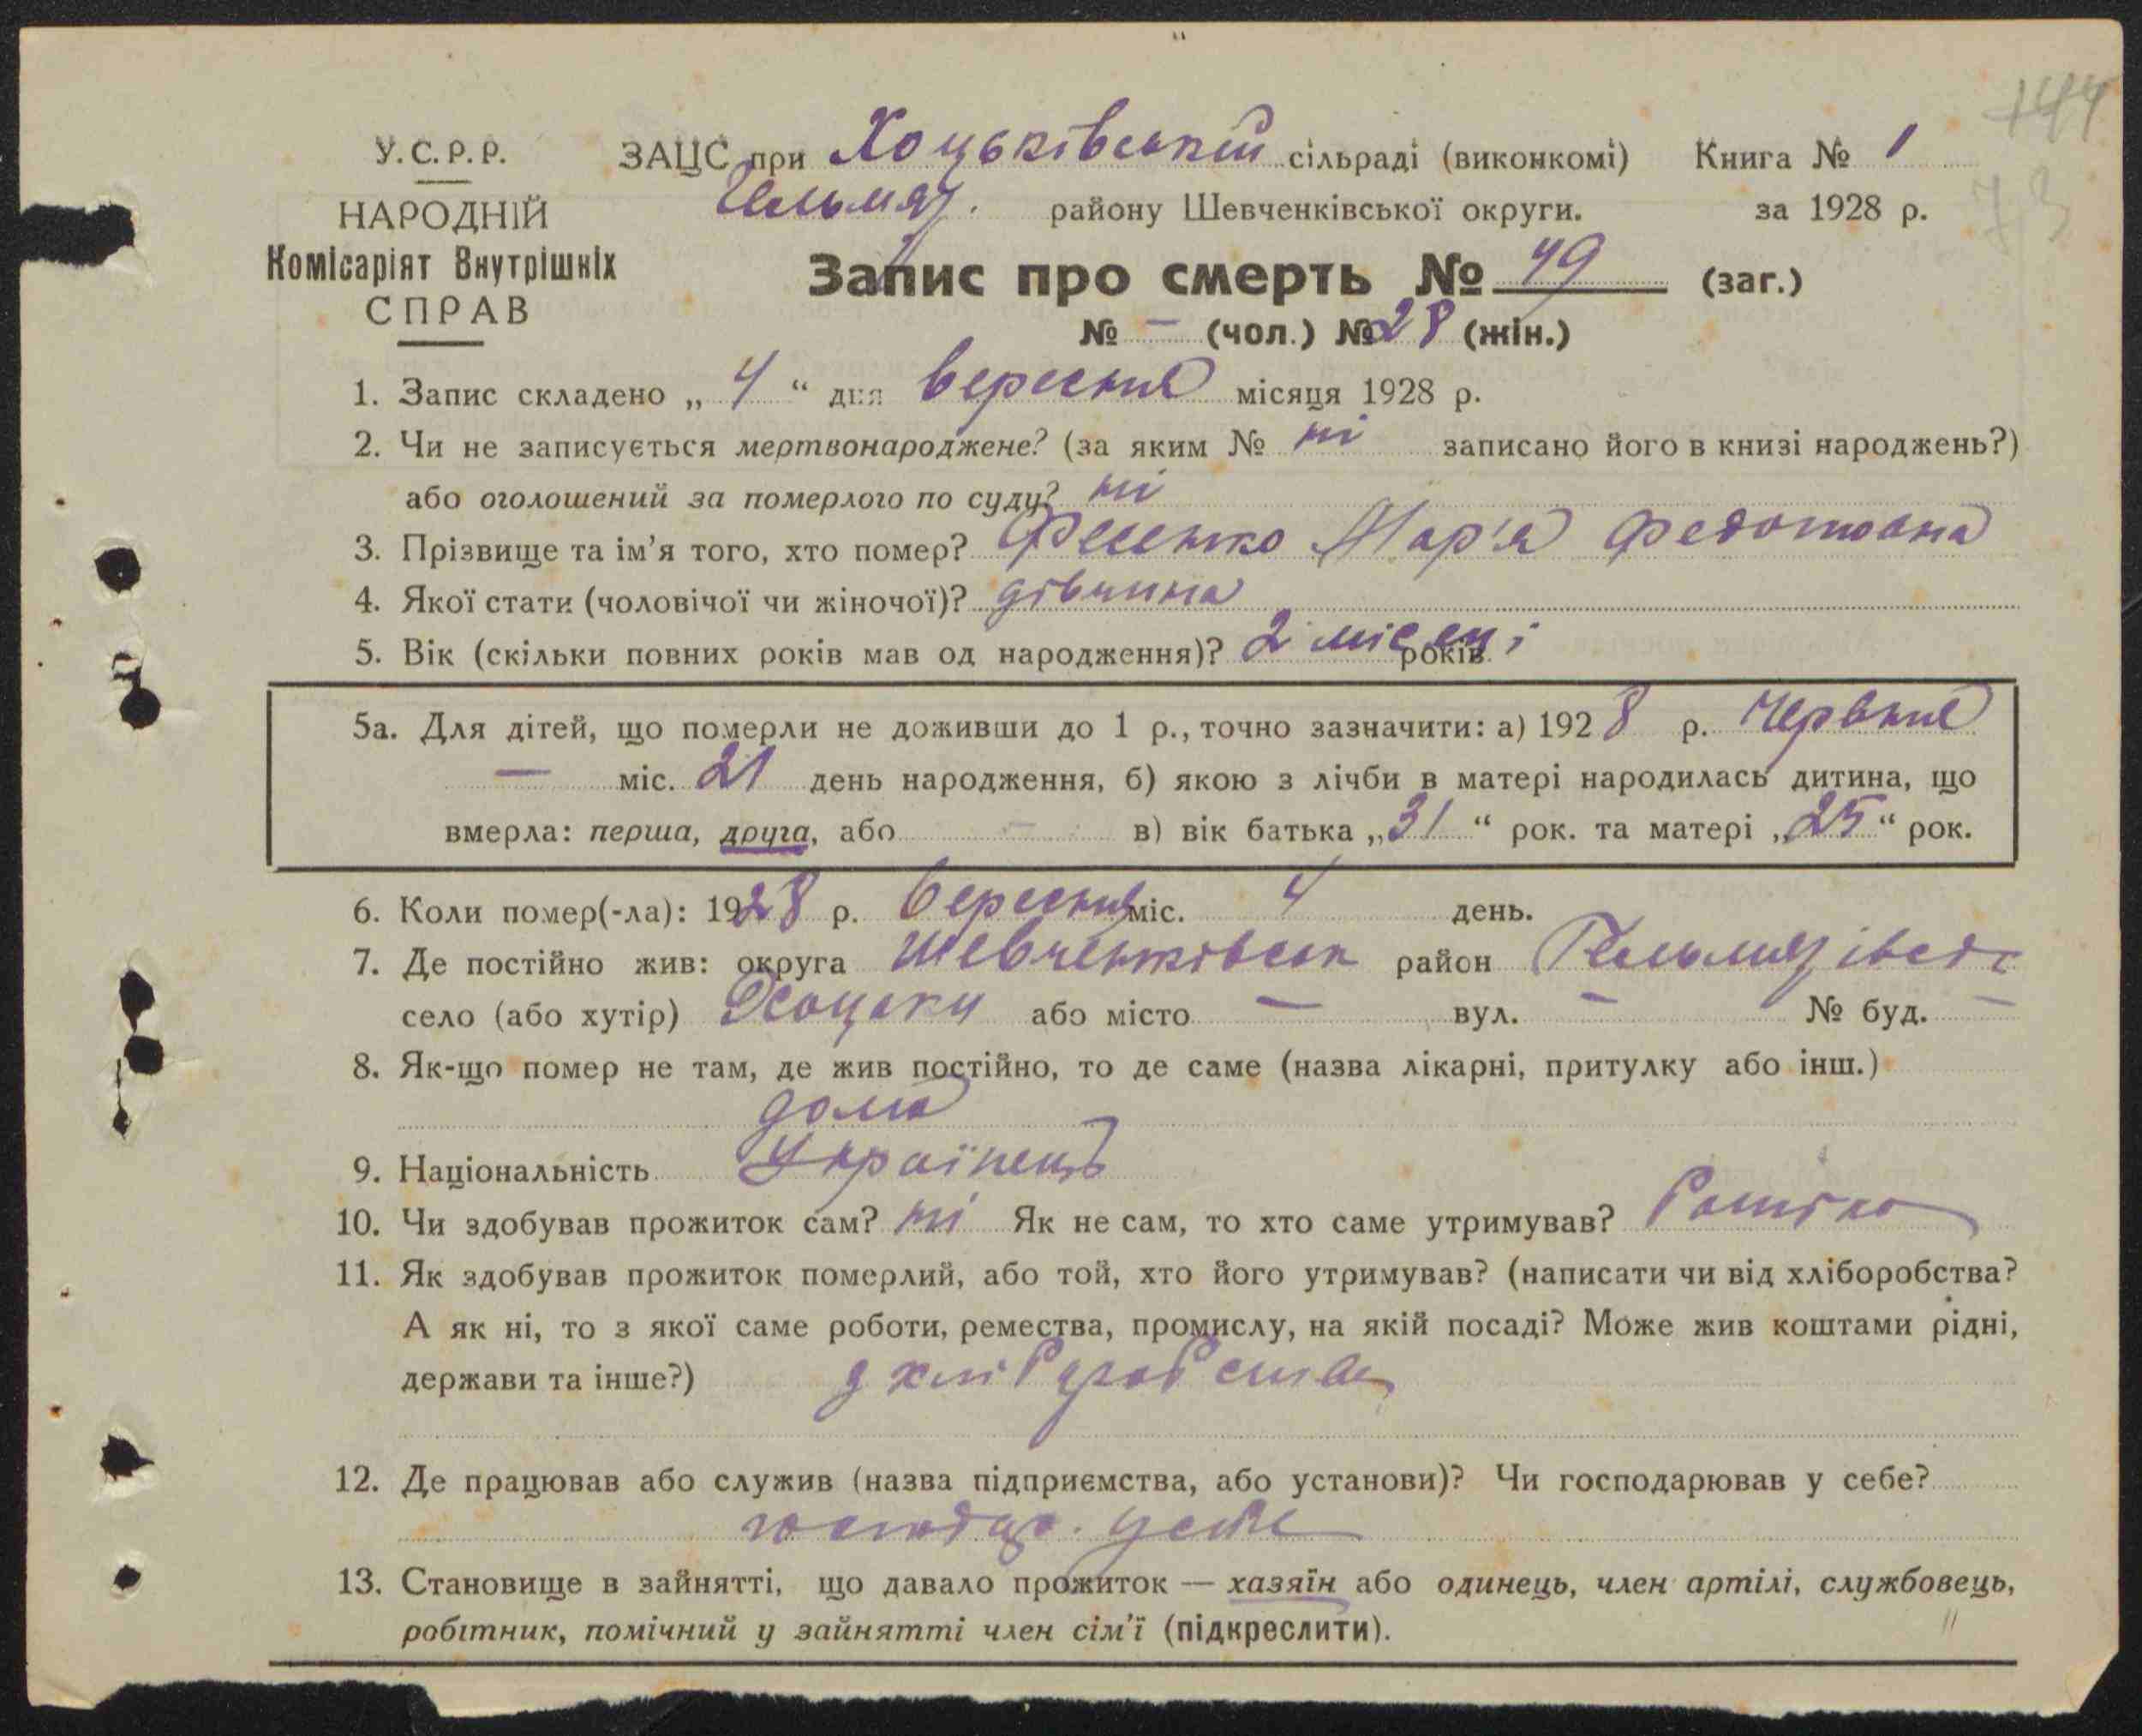 144
73
У.С.Р.Р. ЗАЦС при Хоцьківській сільраді (виконкомі) Книга № 1
Гельмяз. району Шевченківської округи. за 1928 р.
НАРОДНІЙ
Комісаріят Внутрішніх
СПРАВ
Запис про смерть № 49 (заг.)
№ — (чол.) № 28 (жін.)
1. Запис складено „ 4 “ дня вересня місяця 1928 р.
2. Чи не записується мертвонароджене? (за яким № ні записано його в книзі народжень?)
або оголошений за померлого по суду? ні
3. Прізвище та ім’я того, хто помер? Фесенко Мар'я Федотовна
4. Якої стати (чоловічої чи жіночої)? дівчина
5. Вік (скільки повних років мав од народження)? 2 місяці років
5а. Для дітей, що померли не доживши до 1 р., точно зазначити: а) 1928 р. Червня
— міс. 21 день народження, б) якою з лічби в матері народилась дитина, що
вмерла: перша, друга, або — в) вік батька „31“ рок. та матері „25“ рок.
6. Коли помер(-ла): 1928 р. Вересня міс. 4 день.
7. Де постійно жив: округа Шевченківськ район Гельмязівськ
село (або хутір) Хоцьки або місто — вул. — № буд. —
8. Як-що помер не там, де жив постійно, то де саме (назва лікарні, притулку або інш.)
дома
9. Національність Українець
10. Чи здобував прожиток сам? ні Як не сам, то хто саме утримував? Батько
11. Як здобував прожиток померлий, або той, хто його утримував? (написати чи від хліборобства?
А як ні, то з якої саме роботи, ремества, промислу, на якій посаді? Може жив коштами рідні,
держави та інше?) з хліборобства
12. Де працював або служив (назва підприємства, або установи)? Чи господарював у себе?
господар. у себе
13. Становище в зайнятті, що давало прожиток — хазяїн або одинець, член артілі, службовець,
робітник, помічний у зайнятті член сім’ї (підкреслити).